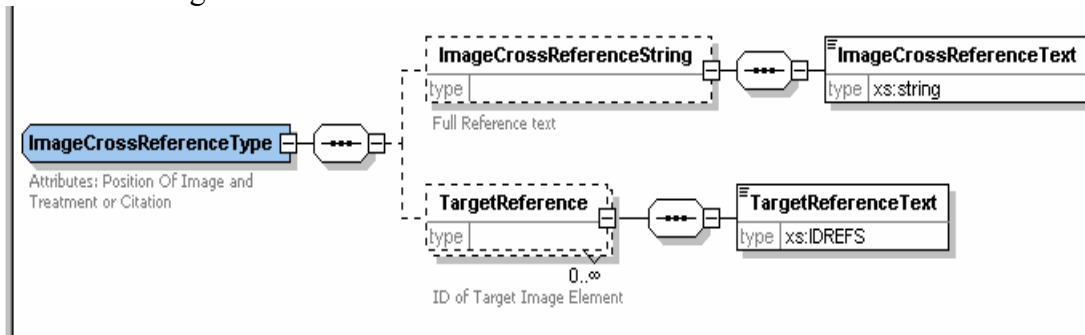 ImageCrossReferenceString
type
Full Reference text
ImageCrossReferenceText
type xs:string
ImageCrossReferenceType
Attributes: Position Of Image and
Treatment or Citation
TargetReference
type
0..∞
ID of Target Image Element
TargetReferenceText
type xs:IDREFS